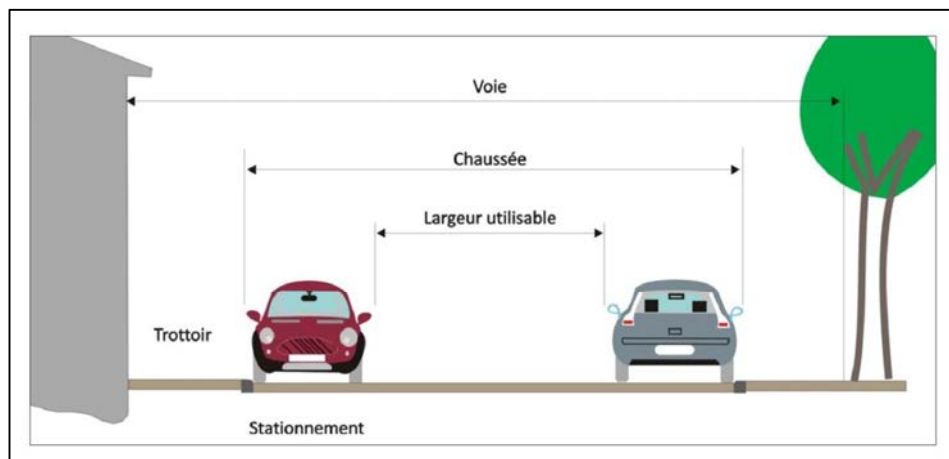 Voie
Chaussée
Largeur utilisable
Trottoir
Stationnement